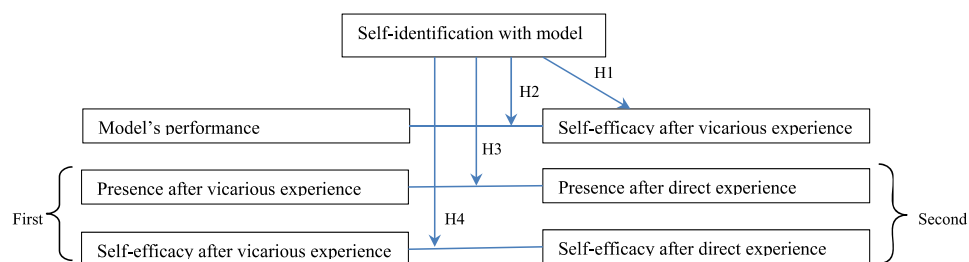 Self-identification with model
H1
H2
Model's performance
Self-efficacy after vicarious experience
H3
Presence after vicarious experience
Presence after direct experience
First
Second
H4
Self-efficacy after vicarious experience
Self-efficacy after direct experience